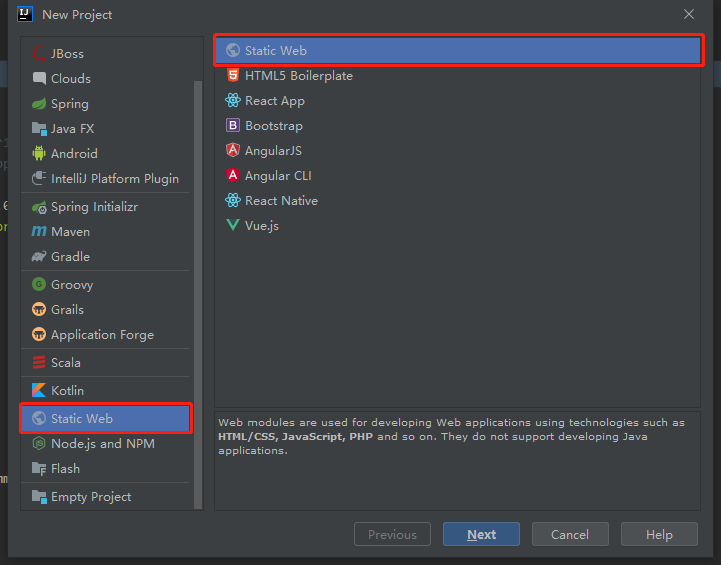 New Project
JBoss
Clouds
Spring
Java FX
Android
IntelliJ Platform Plugin
Spring Initializr
Maven
Gradle
Groovy
Grails
Application Forge
Scala
Kotlin
Static Web
Node.js and NPM
Flash
Empty Project
Static Web
HTML5 Boilerplate
React App
Bootstrap
AngularJS
Angular CLI
React Native
Vue.js
Web modules are used for developing Web applications using technologies such as
HTML/CSS, JavaScript, PHP and so on. They do not support developing Java
applications.
Previous
Next
Cancel
Help